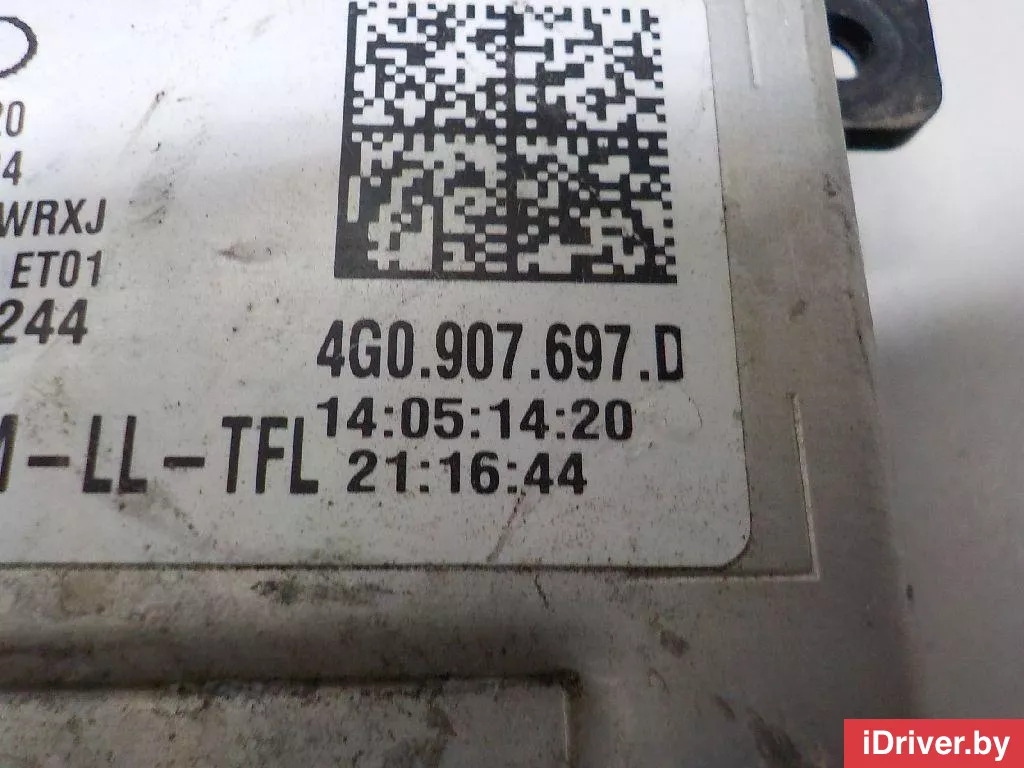 20
4
WRXJ
ET01
244
4G0.907.697.D
-LL-TFL
14:05:14:20
21:16:44
iDriver.by